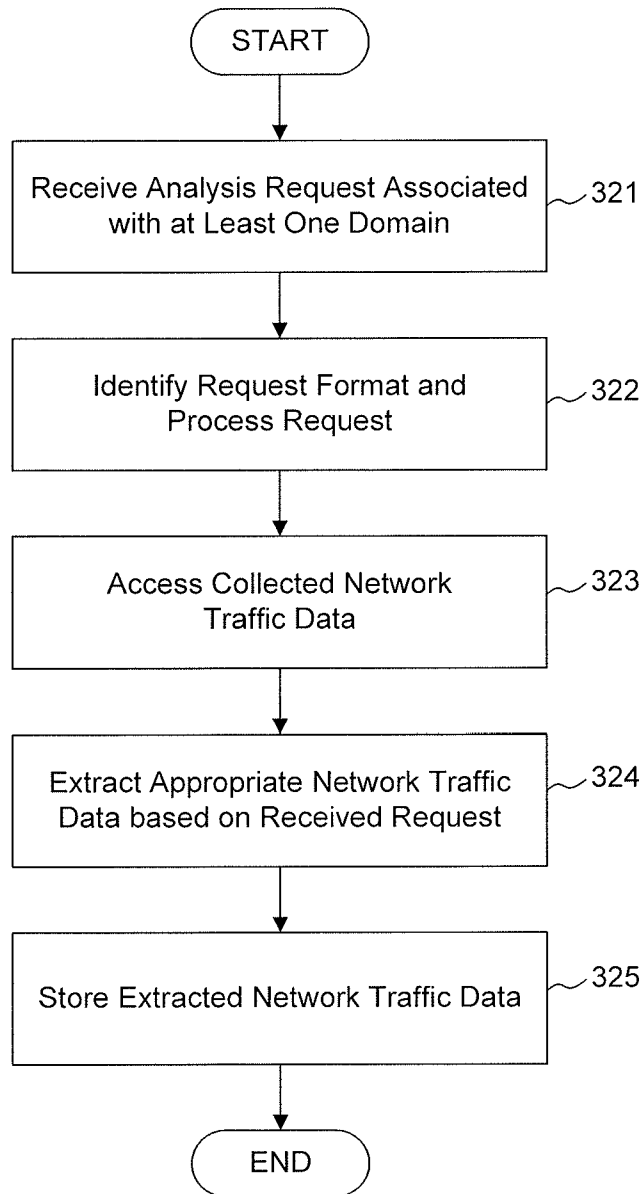 START
Receive Analysis Request Associated
with at Least One Domain
321
Identify Request Format and
Process Request
322
Access Collected Network
Traffic Data
323
Extract Appropriate Network Traffic
Data based on Received Request
324
Store Extracted Network Traffic Data
325
END